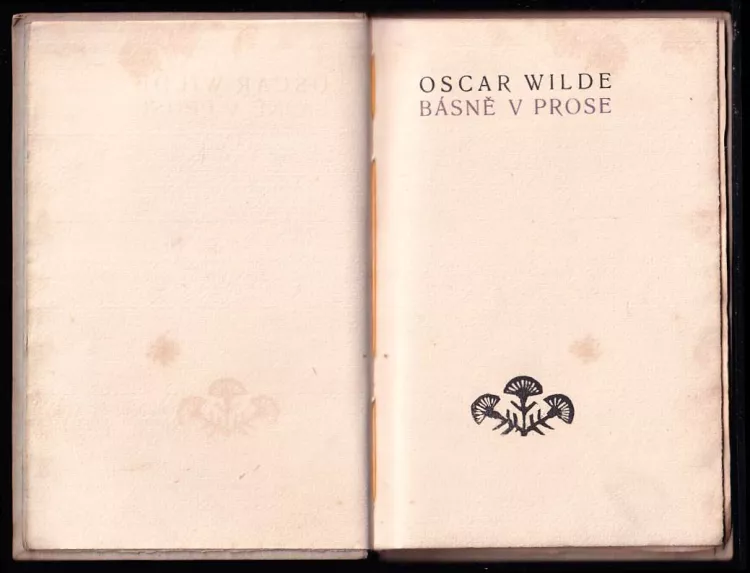 OSCAR WILDE
BÁSNĚ V PROSE